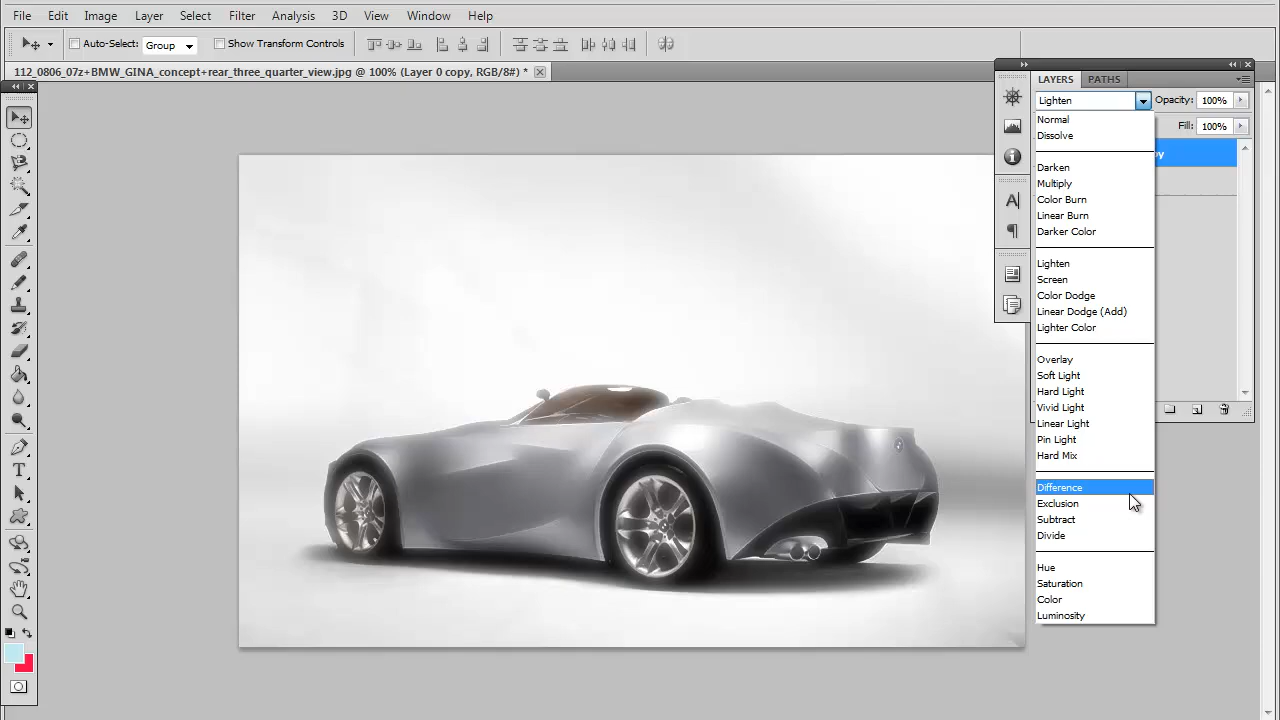 File Edit Image Layer Select Filter Analysis 3D View Window Help
Auto-Select: Group Show Transform Controls
112_0806_07z+BMW_GINA_concept+rear_three_quarter_view.jpg @ 100% (Layer 0 copy, RGB/8#) *
LAYERS PATHS
Lighten Opacity: 100%
Fill: 100%
Normal
Dissolve
Darken
Multiply
Color Burn
Linear Burn
Darker Color
Lighten
Screen
Color Dodge
Linear Dodge (Add)
Lighter Color
Overlay
Soft Light
Hard Light
Vivid Light
Linear Light
Pin Light
Hard Mix
Difference
Exclusion
Subtract
Divide
Hue
Saturation
Color
Luminosity